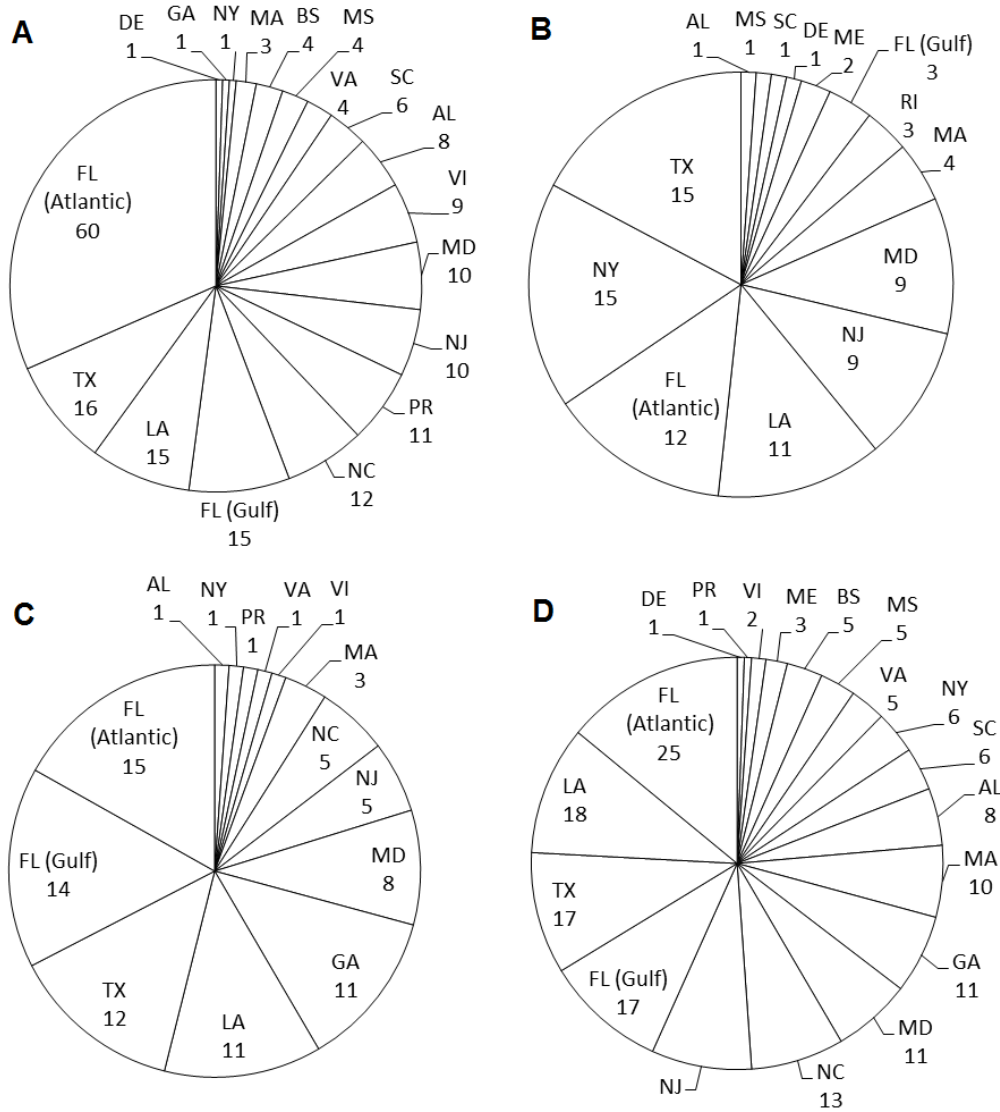 A
DE
1
GA
1
NY
1
MA
3
BS
4
MS
4
VA
4
SC
6
AL
8
VI
9
MD
10
NJ
10
PR
11
NC
12
FL (Gulf)
15
LA
15
TX
16
FL
(Atlantic)
60
B
AL
1
MS
1
SC
1
DE
1
ME
2
FL (Gulf)
3
RI
3
MA
4
MD
9
NJ
9
LA
11
FL
(Atlantic)
12
NY
15
TX
15
C
AL
1
NY
1
PR
1
VA
1
VI
1
MA
3
NC
5
NJ
5
MD
8
GA
11
LA
11
TX
12
FL (Gulf)
14
FL
(Atlantic)
15
D
DE
1
PR
1
VI
2
ME
3
BS
5
MS
5
VA
5
NY
6
SC
6
AL
8
MA
10
GA
11
MD
11
NC
13
NJ
FL (Gulf)
17
TX
17
LA
18
FL
(Atlantic)
25